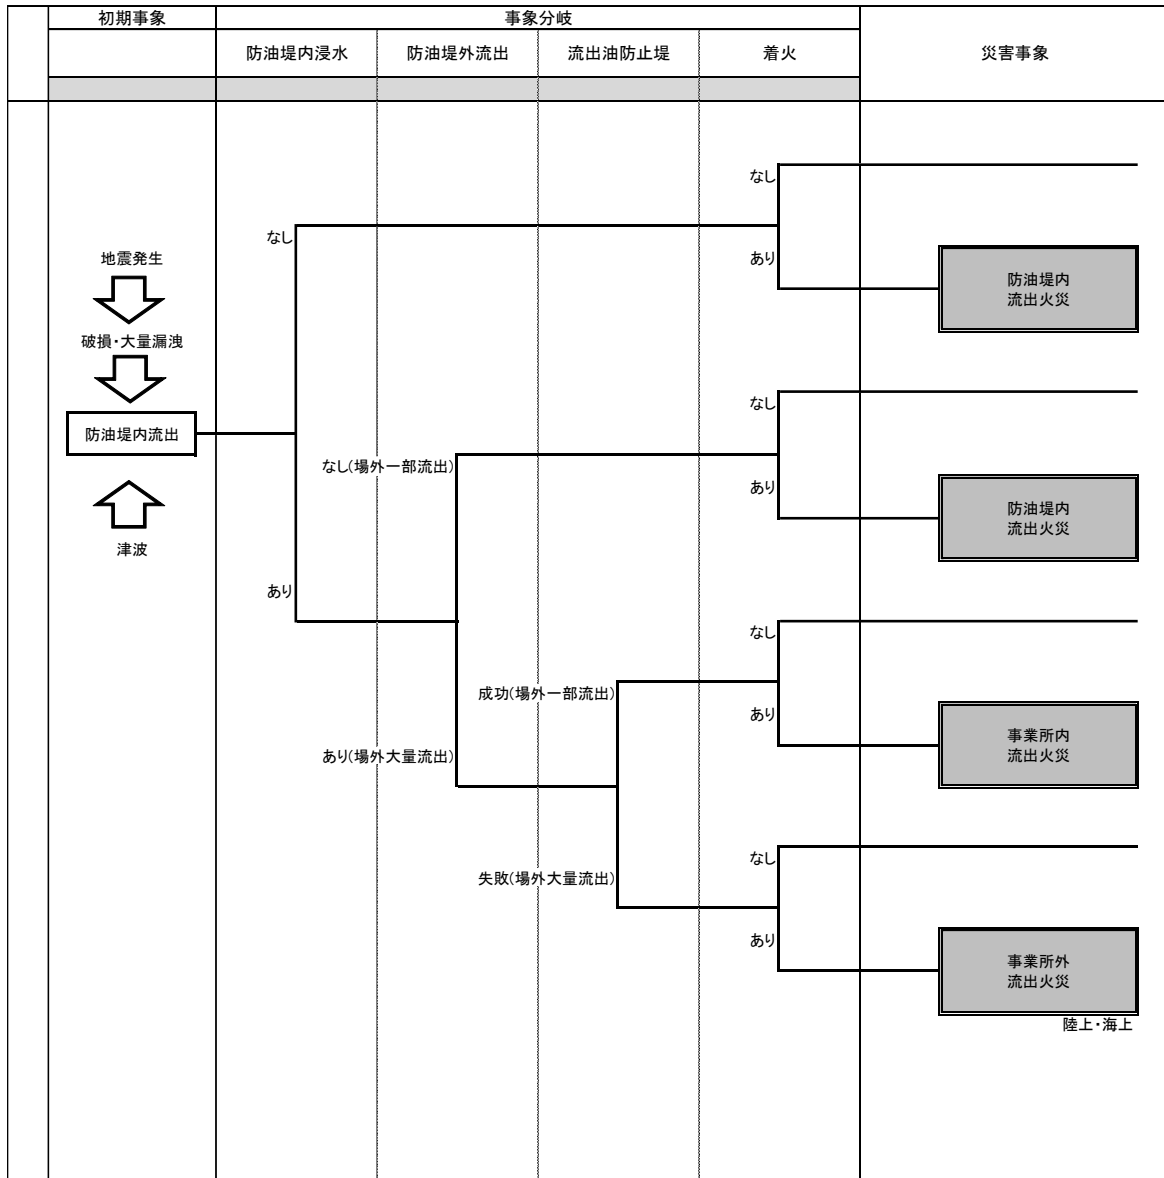 初期事象
事象分岐
防油堤内浸水
防油堤外流出
流出油防止堤
着火
災害事象
なし
なし
あり
地震発生
防油堤内
流出火災
破損・大量漏洩
なし
防油堤内流出
なし(場外一部流出)
あり
防油堤内
流出火災
津波
あり
なし
成功(場外一部流出)
あり
事業所内
流出火災
あり(場外大量流出)
なし
失敗(場外大量流出)
あり
事業所外
流出火災
陸上・海上